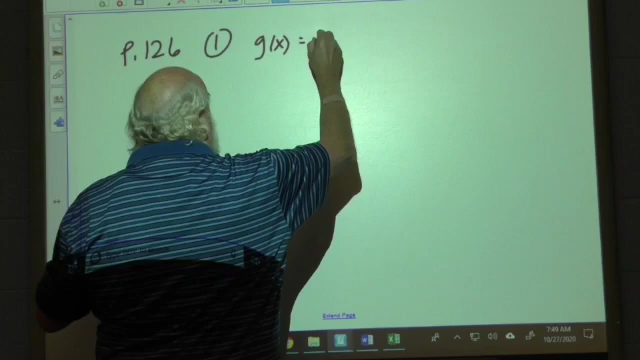 p.126 ① g(x) =
Extend Page
7:49 AM
10/27/2020